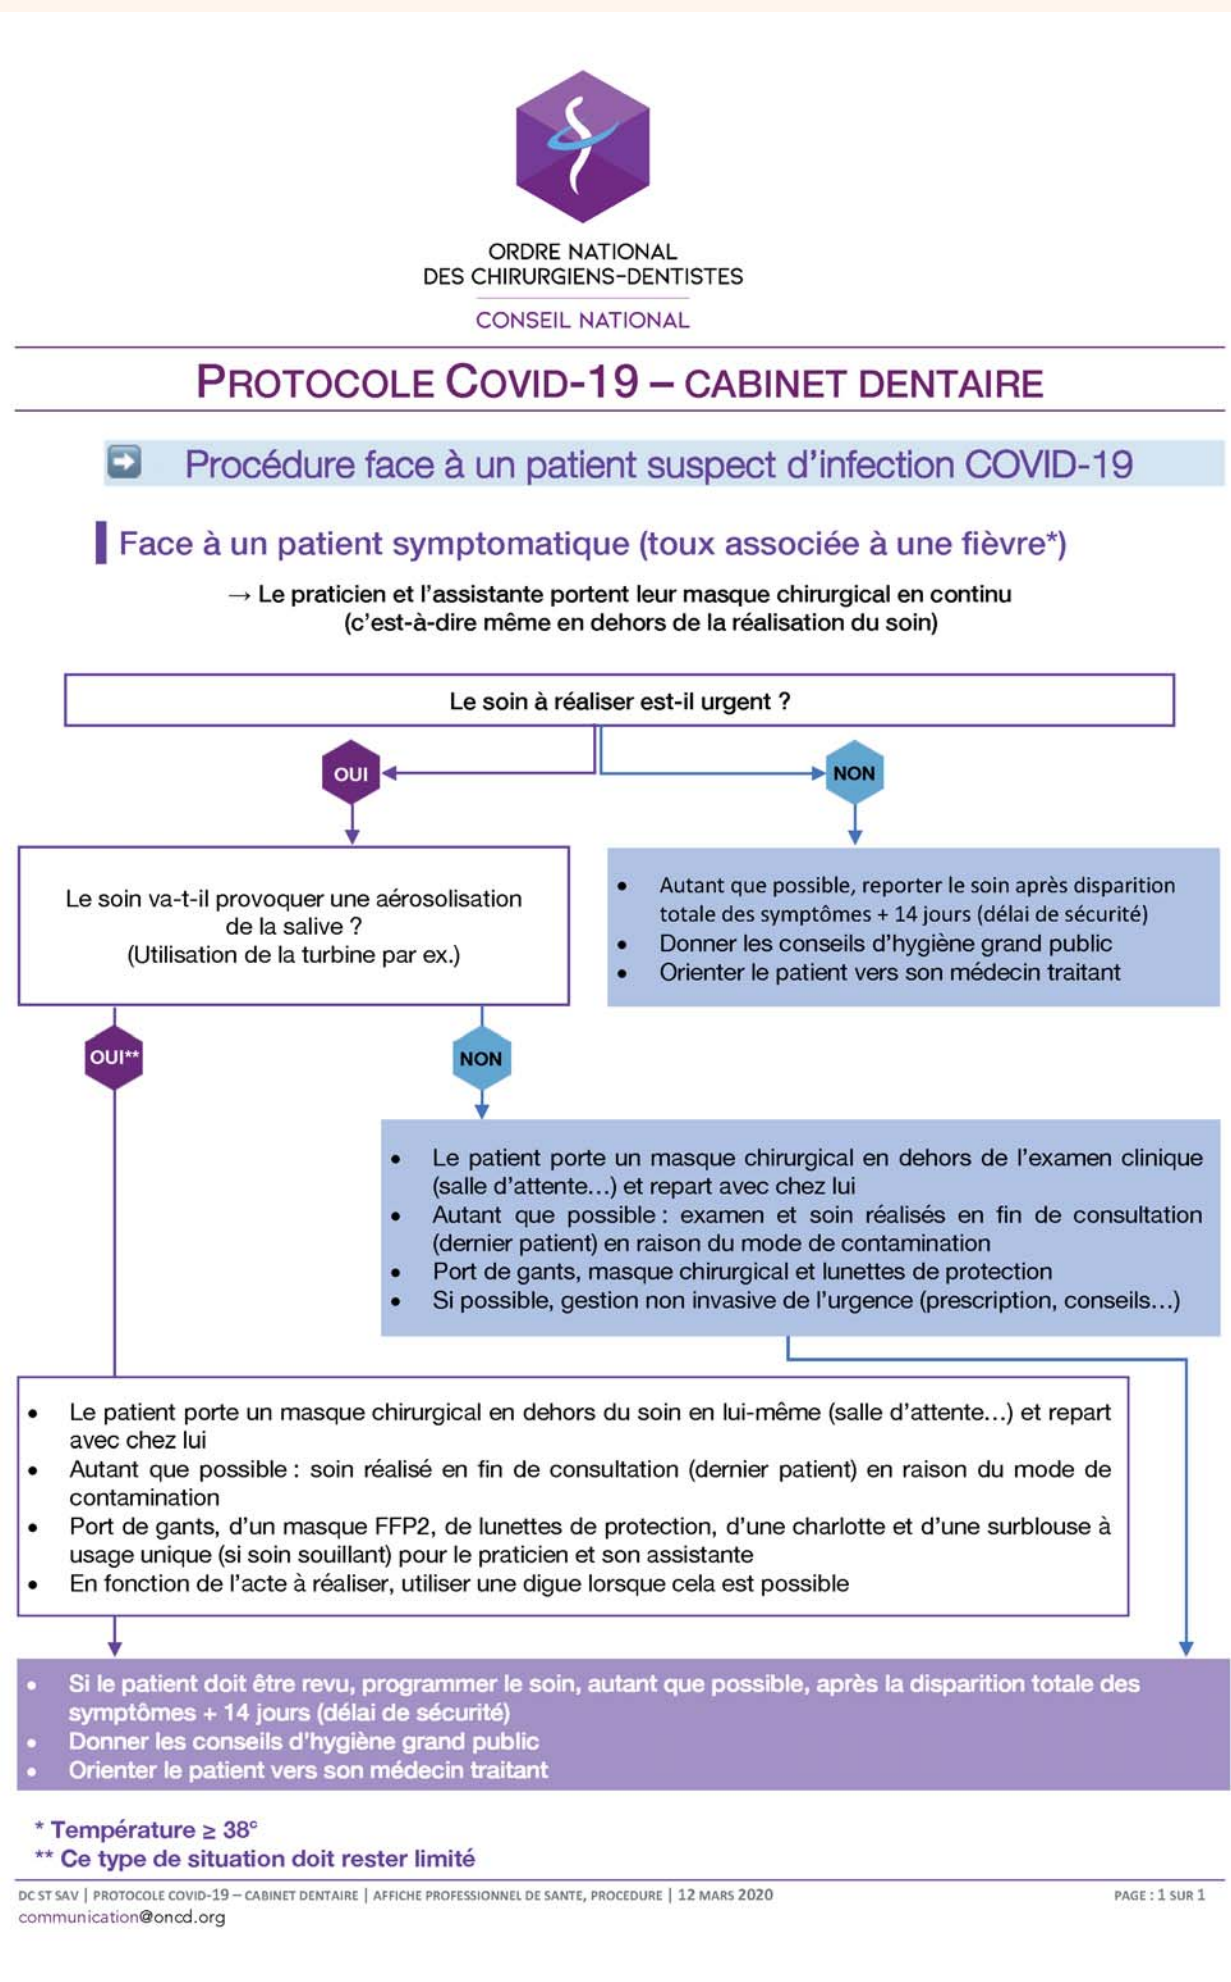 ORDRE NATIONAL
DES CHIRURGIENS-DENTISTES
CONSEIL NATIONAL
PROTOCOLE COVID-19 – CABINET DENTAIRE
Procédure face à un patient suspect d'infection COVID-19
Face à un patient symptomatique (toux associée à une fièvre*)
→ Le praticien et l'assistante portent leur masque chirurgical en continu
(c'est-à-dire même en dehors de la réalisation du soin)
Le soin à réaliser est-il urgent ?
OUI
NON
Le soin va-t-il provoquer une aérosolisation
de la salive ?
(Utilisation de la turbine par ex.)
• Autant que possible, reporter le soin après disparition
totale des symptômes + 14 jours (délai de sécurité)
• Donner les conseils d'hygiène grand public
• Orienter le patient vers son médecin traitant
OUI**
NON
• Le patient porte un masque chirurgical en dehors de l'examen clinique
(salle d'attente…) et repart avec chez lui
• Autant que possible : examen et soin réalisés en fin de consultation
(dernier patient) en raison du mode de contamination
• Port de gants, masque chirurgical et lunettes de protection
• Si possible, gestion non invasive de l'urgence (prescription, conseils…)
• Le patient porte un masque chirurgical en dehors du soin en lui-même (salle d'attente…) et repart
avec chez lui
• Autant que possible : soin réalisé en fin de consultation (dernier patient) en raison du mode de
contamination
• Port de gants, d'un masque FFP2, de lunettes de protection, d'une charlotte et d'une surblouse à
usage unique (si soin souillant) pour le praticien et son assistante
• En fonction de l'acte à réaliser, utiliser une digue lorsque cela est possible
• Si le patient doit être revu, programmer le soin, autant que possible, après la disparition totale des
symptômes + 14 jours (délai de sécurité)
• Donner les conseils d'hygiène grand public
• Orienter le patient vers son médecin traitant
* Température ≥ 38°
** Ce type de situation doit rester limité
DC ST SAV | PROTOCOLE COVID-19 – CABINET DENTAIRE | AFFICHE PROFESSIONNEL DE SANTE, PROCEDURE | 12 MARS 2020
PAGE : 1 SUR 1
communication@oncd.org